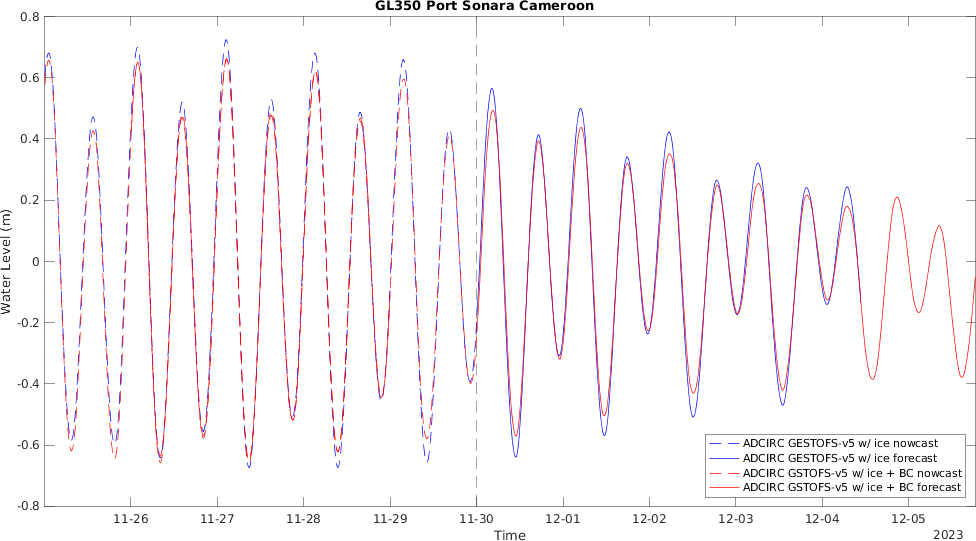 GL350 Port Sonara Cameroon
0.8
0.6
0.4
0.2
0
-0.2
-0.4
-0.6
-0.8
Water Level (m)
11-26 11-27 11-28 11-29 11-30 12-01 12-02 12-03 12-04 12-05
Time
2023
ADCIRC GESTOFS-v5 w/ ice nowcast
ADCIRC GESTOFS-v5 w/ ice forecast
ADCIRC GSTOFS-v5 w/ ice + BC nowcast
ADCIRC GSTOFS-v5 w/ ice + BC forecast